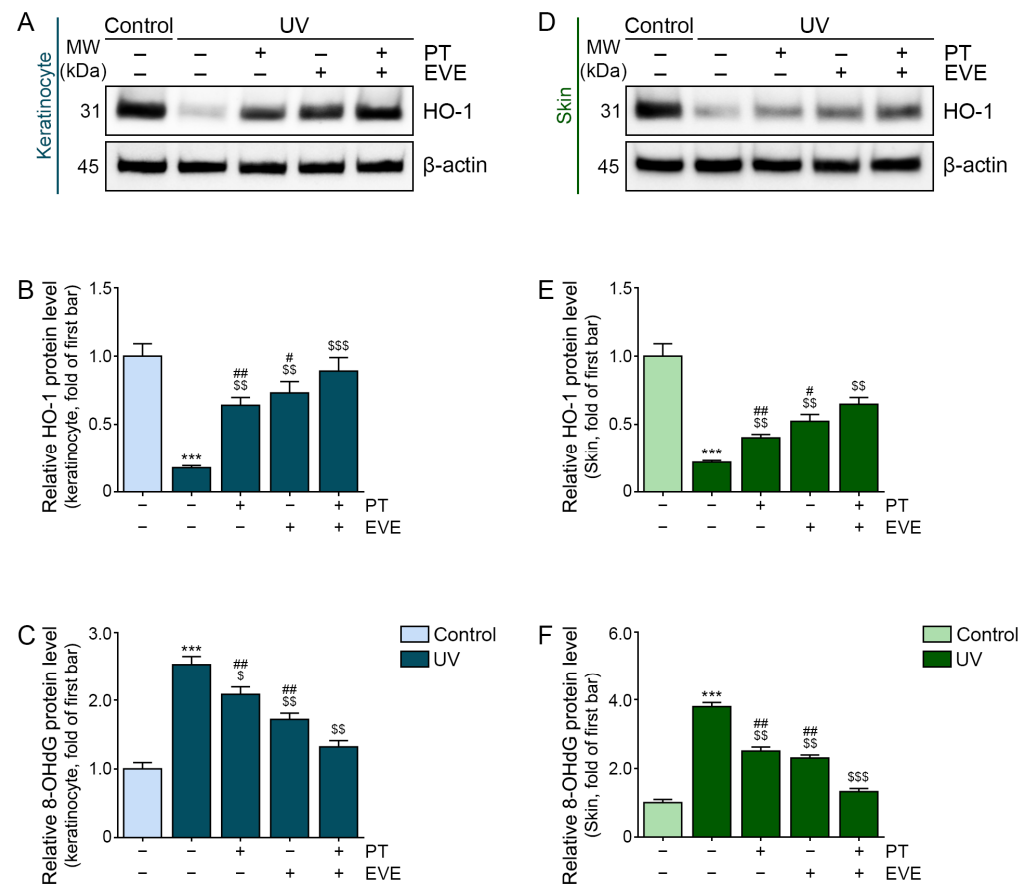 A
Keratinocyte
Control UV
MW (kDa)
− − + − + PT
− − − + + EVE
31 HO-1
45 β-actin
D
Skin
Control UV
MW (kDa)
− − + − + PT
− − − + + EVE
31 HO-1
45 β-actin
B
Relative HO-1 protein level
(keratinocyte, fold of first bar)
1.5
1.0
0.5
0
***
##
$$
#
$$
$$$
− − + − + PT
− − − + + EVE
E
Relative HO-1 protein level
(Skin, fold of first bar)
1.5
1.0
0.5
0
***
##
$$
#
$$
$$
− − + − + PT
− − − + + EVE
C
Relative 8-OHdG protein level
(keratinocyte, fold of first bar)
3.0
2.0
1.0
0
***
##
$
##
$$
$$
− − + − + PT
− − − + + EVE
Control
UV
F
Relative 8-OHdG protein level
(Skin, fold of first bar)
6.0
4.0
2.0
0
***
##
$$
##
$$
$$$
− − + − + PT
− − − + + EVE
Control
UV